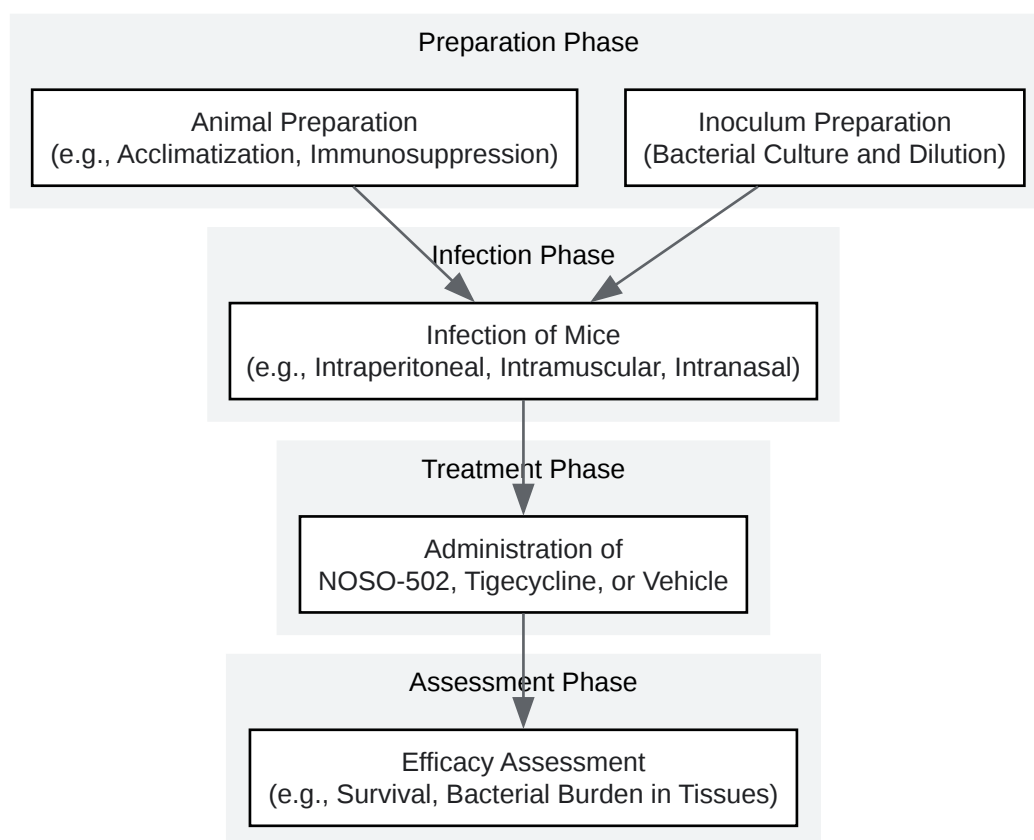 Preparation Phase
Animal Preparation
(e.g., Acclimatization, Immunosuppression)
Inoculum Preparation
(Bacterial Culture and Dilution)
Infection Phase
Infection of Mice
(e.g., Intraperitoneal, Intramuscular, Intranasal)
Treatment Phase
Administration of
NOSO-502, Tigecycline, or Vehicle
Assessment Phase
Efficacy Assessment
(e.g., Survival, Bacterial Burden in Tissues)